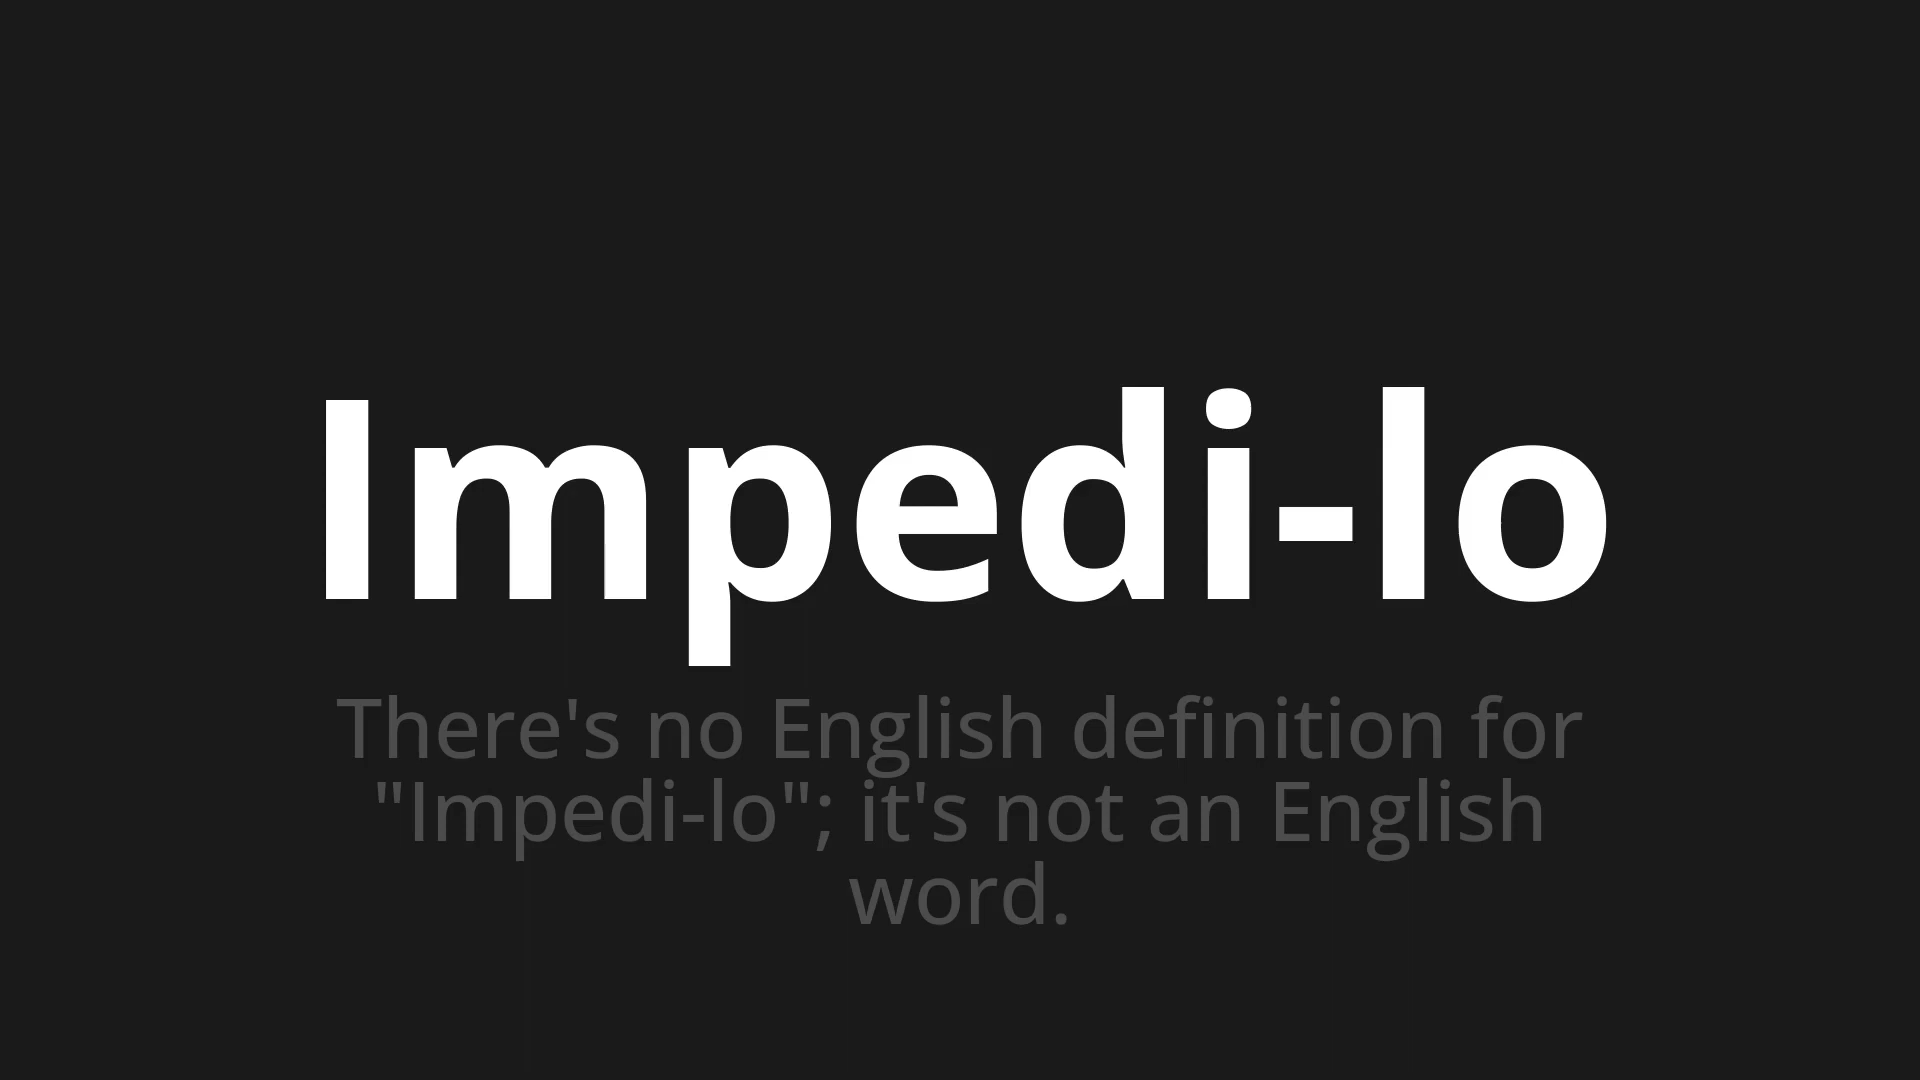 Impedi-lo
There's no English definition for
"Impedi-lo"; it's not an English
word.